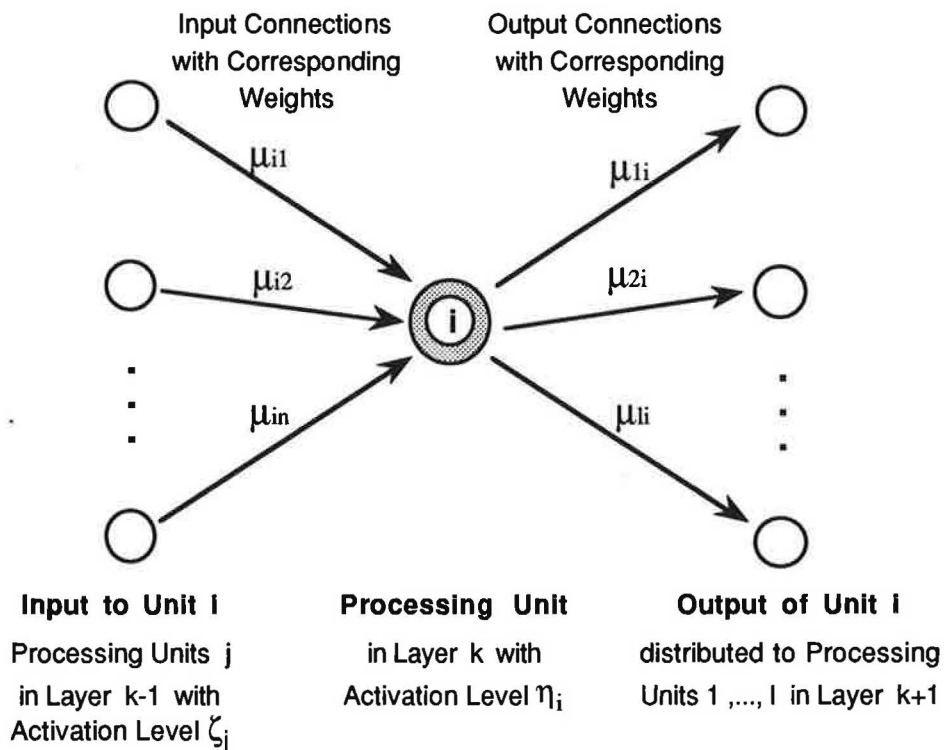 Input Connections
with Corresponding
Weights
Output Connections
with Corresponding
Weights
μi1
μ1i
μi2
μ2i
i
μin
μli
Input to Unit i
Processing Units j
in Layer k-1 with
Activation Level ζj
Processing Unit
in Layer k with
Activation Level ηi
Output of Unit i
distributed to Processing
Units 1 ,..., l in Layer k+1